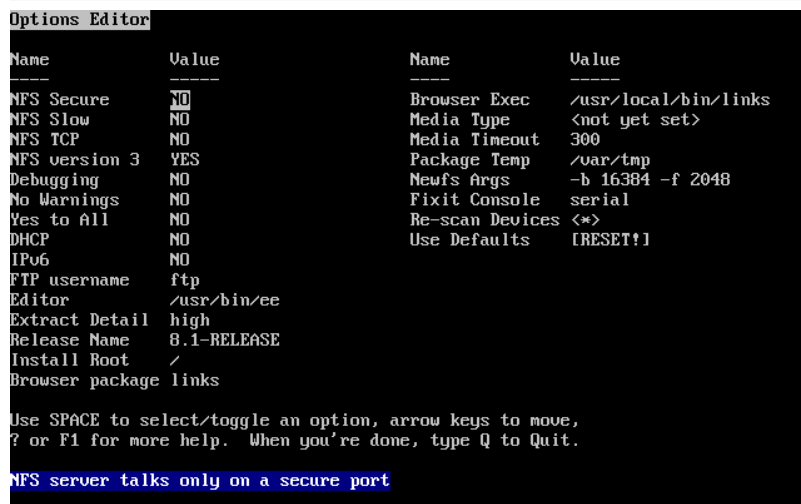 Options Editor
Name Value Name Value
---- ----- ---- -----
NFS Secure NO Browser Exec /usr/local/bin/links
NFS Slow NO Media Type <not yet set>
NFS TCP NO Media Timeout 300
NFS version 3 YES Package Temp /var/tmp
Debugging NO Newfs Args -b 16384 -f 2048
No Warnings NO Fixit Console serial
Yes to All NO Re-scan Devices <*>
DHCP NO Use Defaults [RESET!]
IPv6 NO
FTP username ftp
Editor /usr/bin/ee
Extract Detail high
Release Name 8.1-RELEASE
Install Root /
Browser package links
Use SPACE to select/toggle an option, arrow keys to move,
? or F1 for more help. When you're done, type Q to Quit.
NFS server talks only on a secure port